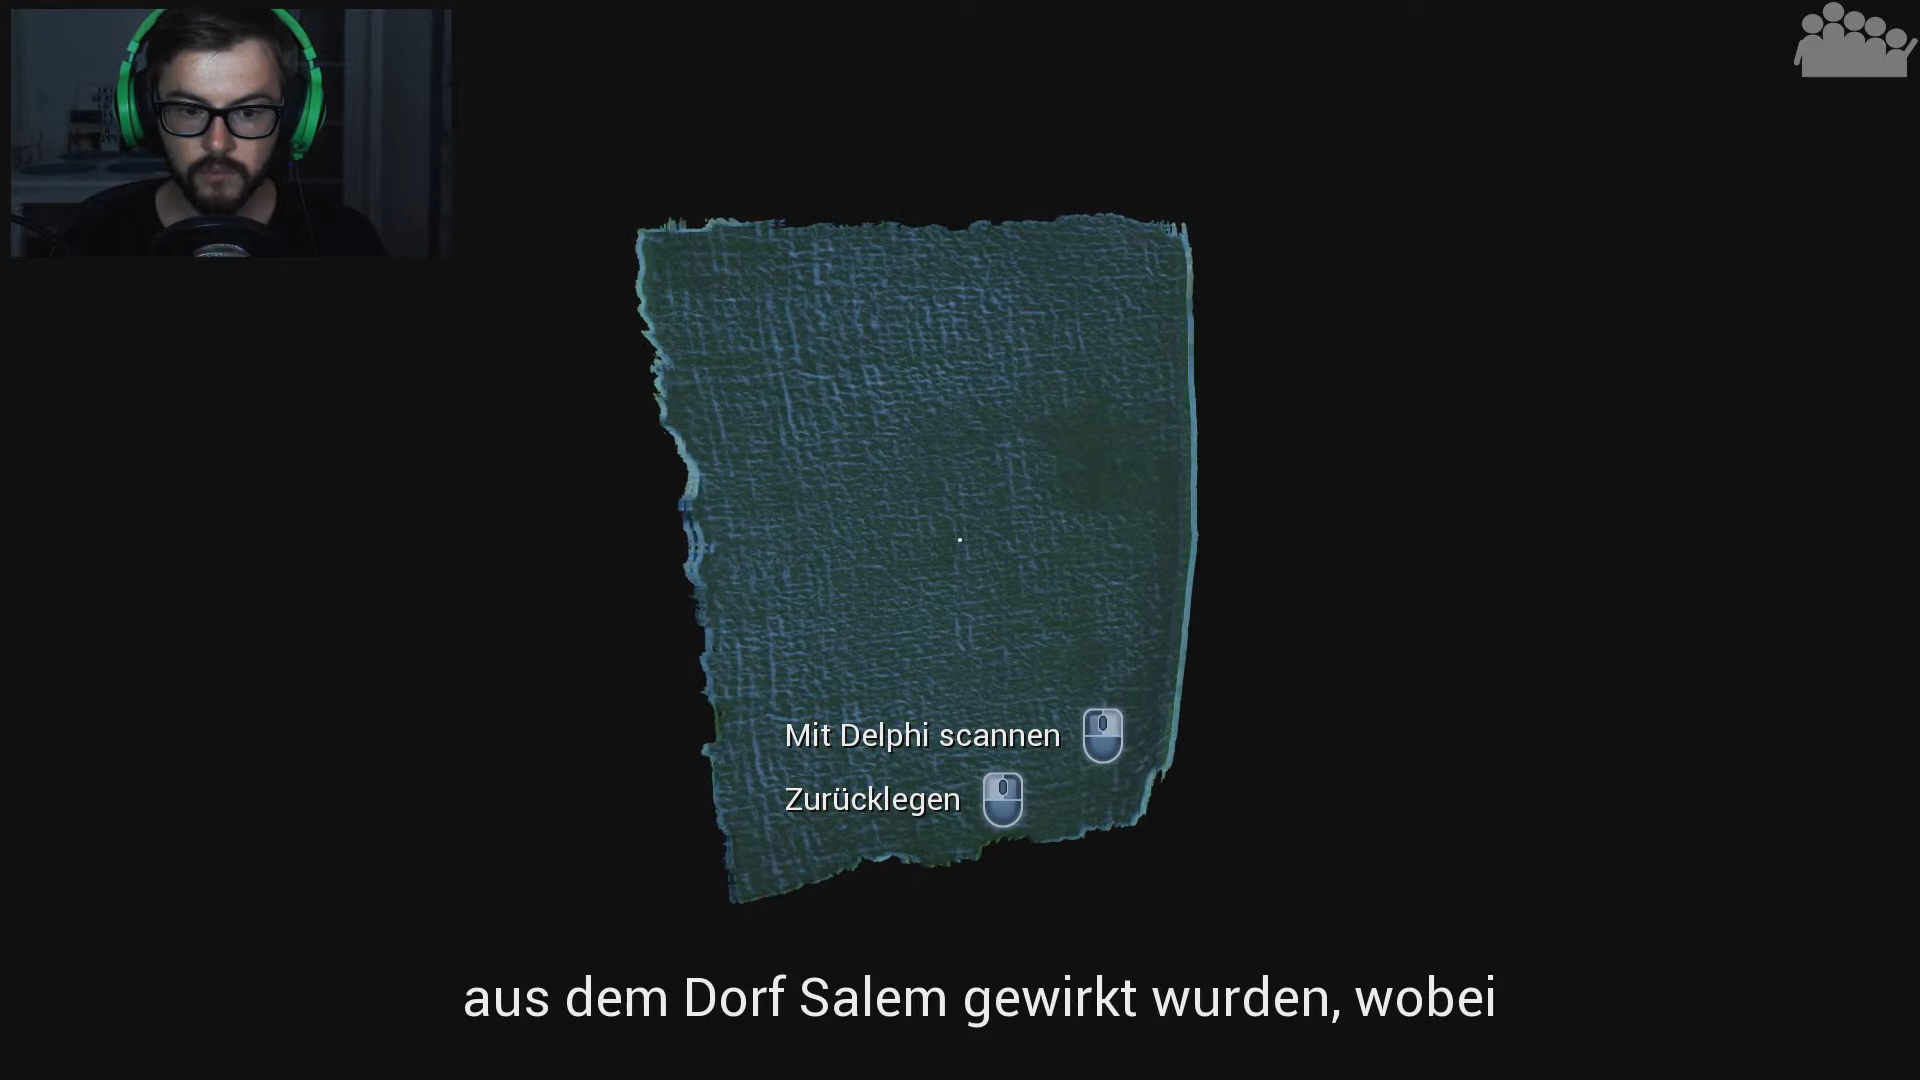 Mit Delphi scannen
Zurücklegen
aus dem Dorf Salem gewirkt wurden, wobei